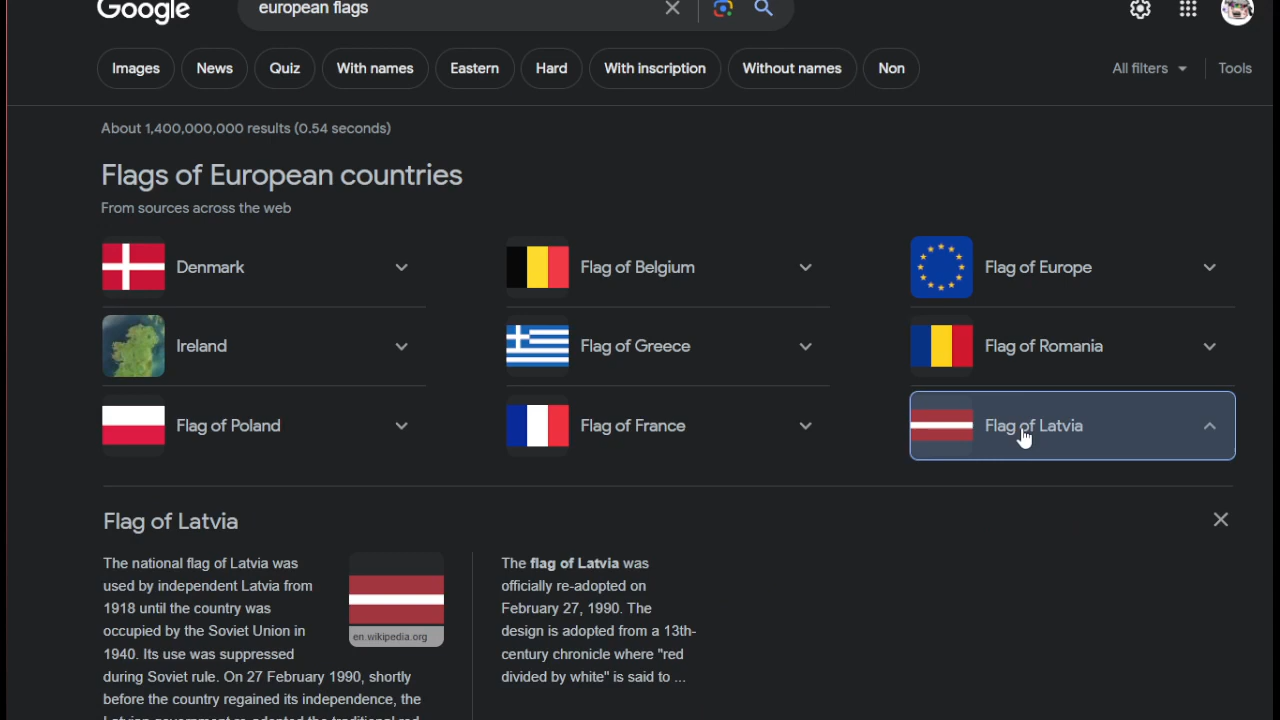 Google
european flags
Images News Quiz With names Eastern Hard With inscription Without names Non All filters Tools
About 1,400,000,000 results (0.54 seconds)
Flags of European countries
From sources across the web
Denmark Flag of Belgium Flag of Europe
Ireland Flag of Greece Flag of Romania
Flag of Poland Flag of France Flag of Latvia
Flag of Latvia
The national flag of Latvia was
used by independent Latvia from
1918 until the country was
occupied by the Soviet Union in
1940. Its use was suppressed
during Soviet rule. On 27 February 1990, shortly
before the country regained its independence, the
en.wikipedia.org
The flag of Latvia was
officially re-adopted on
February 27, 1990. The
design is adopted from a 13th-
century chronicle where "red
divided by white" is said to ...